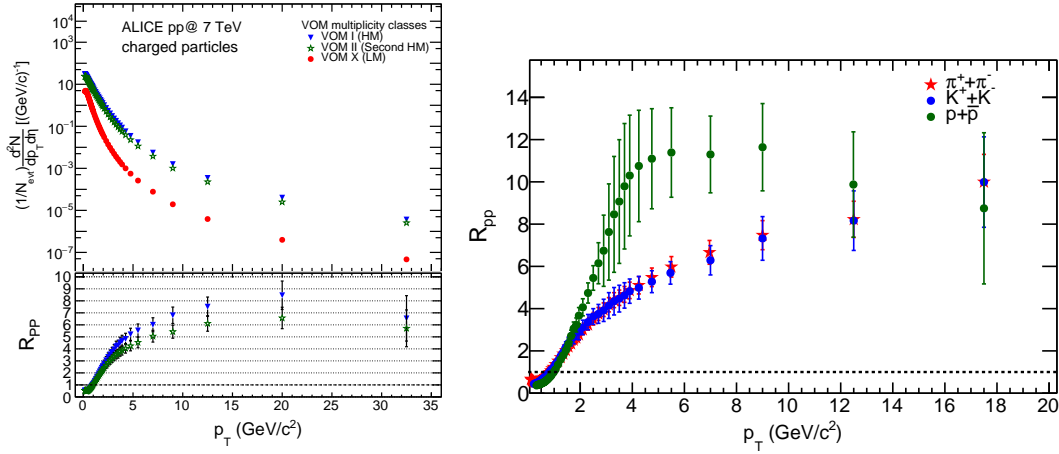 ALICE pp@ 7 TeV
charged particles
VOM multiplicity classes
VOM I (HM)
VOM II (Second HM)
VOM X (LM)
(1/N_evt) d²N/dp_T dη [(GeV/c)⁻¹]
10⁴
10²
10
10⁻¹
10⁻³
10⁻⁵
10⁻⁷
R_PP
10
9
8
7
6
5
4
3
2
1
0
0 5 10 15 20 25 30 35
p_T (GeV/c²)
π⁺+π⁻
K⁺+K⁻
p+p̄
R_pp
14
12
10
8
6
4
2
0
2 4 6 8 10 12 14 16 18 20
p_T (GeV/c²)